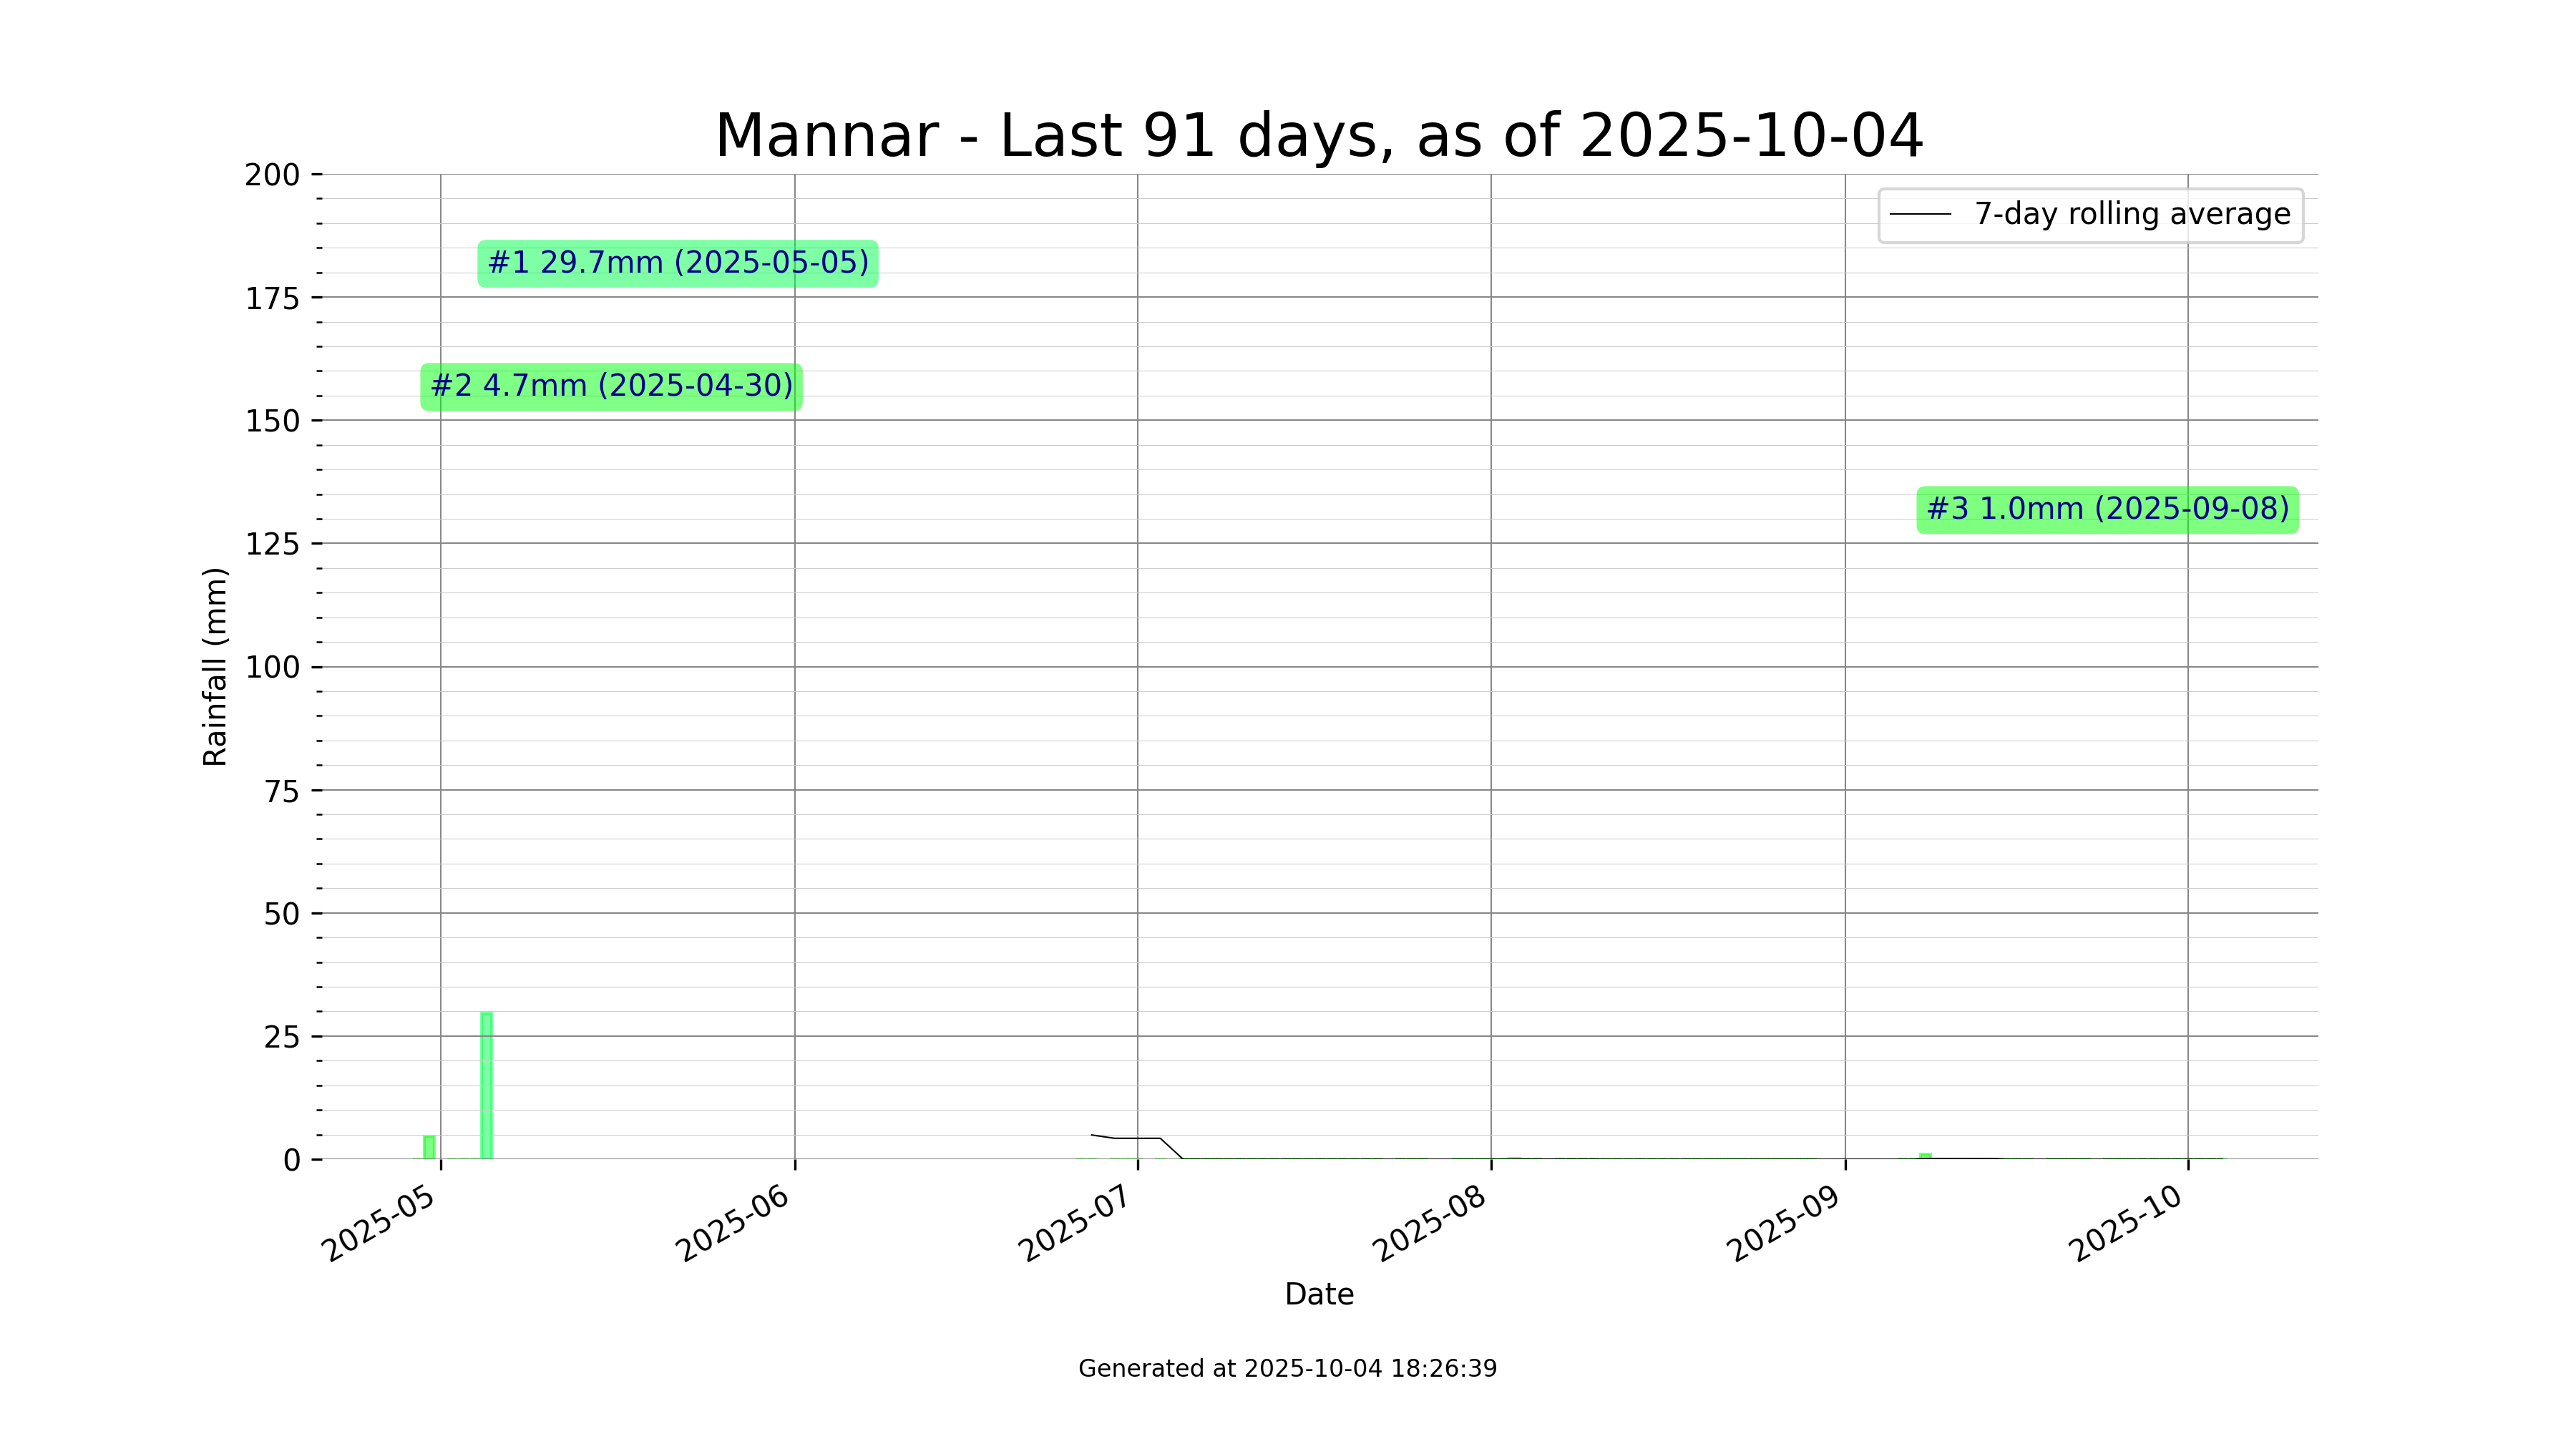 Mannar - Last 91 days, as of 2025-10-04
7-day rolling average
#1 29.7mm (2025-05-05)
#2 4.7mm (2025-04-30)
#3 1.0mm (2025-09-08)
Rainfall (mm)
200
175
150
125
100
75
50
25
0
2025-05
2025-06
2025-07
2025-08
2025-09
2025-10
Date
Generated at 2025-10-04 18:26:39